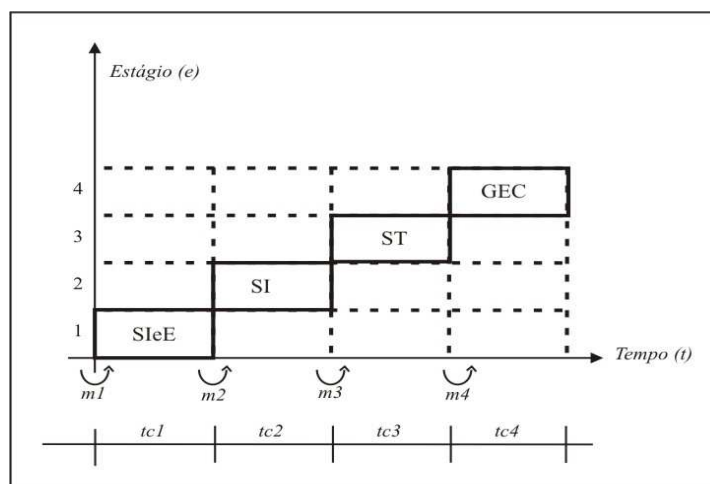 Estágio (e)
4
GEC
3
ST
2
SI
1
SIeE
Tempo (t)
m1 m2 m3 m4
tc1 tc2 tc3 tc4